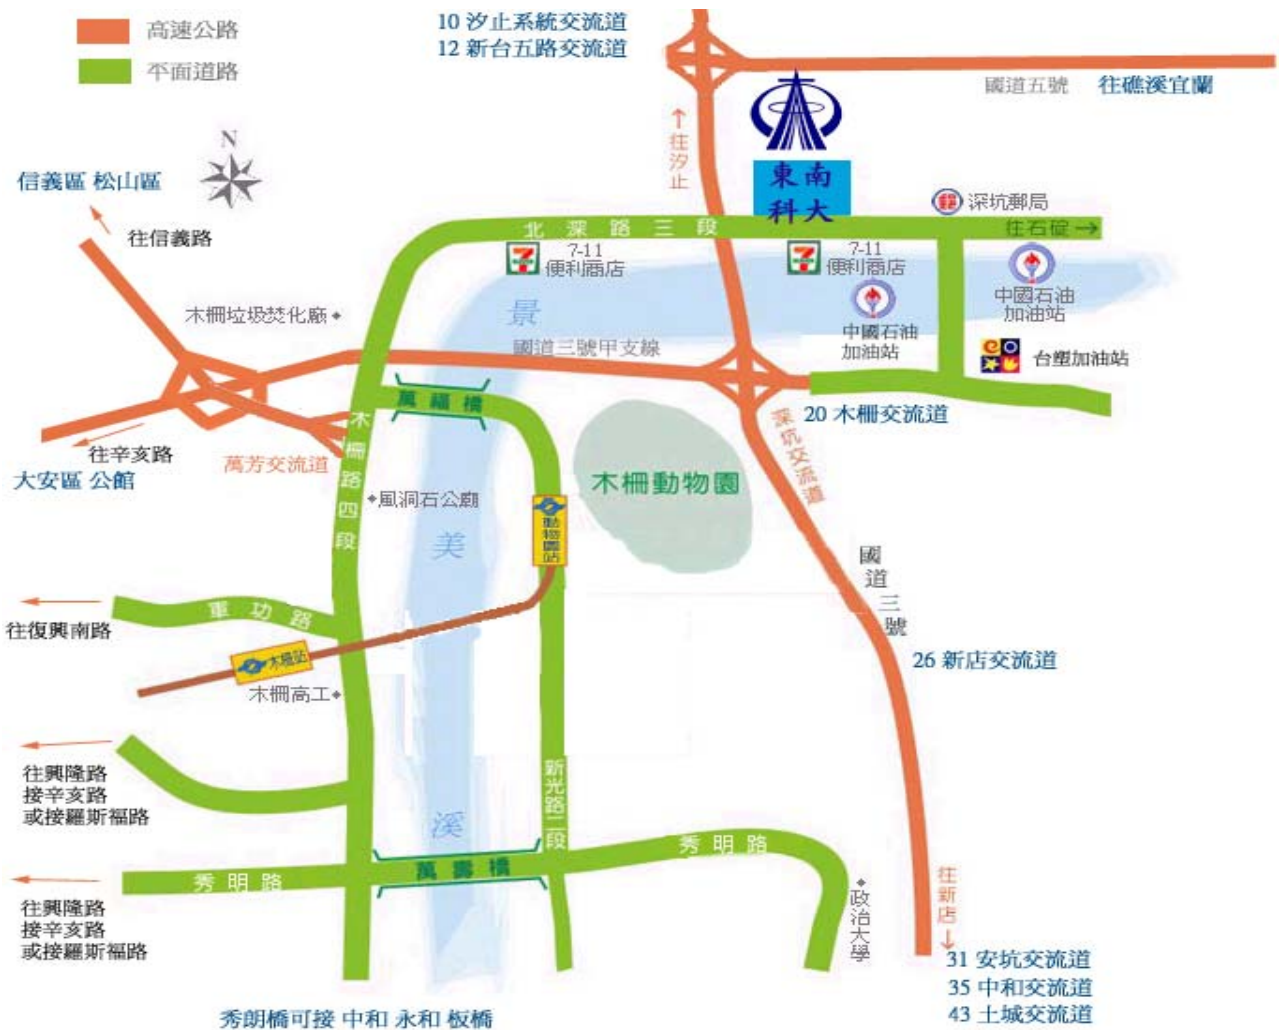 高速公路
平面道路
10 汐止系統交流道
12 新台五路交流道
國道五號
往礁溪宜蘭
往汐止
東南
科大
N
信義區 松山區
往信義路
深坑郵局
往石碇
北深路三段
7-11
便利商店
7-11
便利商店
中國石油
加油站
中國石油
加油站
台塑加油站
木柵垃圾焚化廠
景
國道三號甲支線
萬福橋
20 木柵交流道
深坑交流道
木柵路四段
木柵動物園
往辛亥路
萬芳交流道
大安區 公館
風洞石公廟
動物園站
美
國道三號
軍功路
往復興南路
木柵站
木柵高工
26 新店交流道
往興隆路
接辛亥路
或接羅斯福路
新光路二段
溪
秀明路
秀明路
萬壽橋
往新店
政治大學
往興隆路
接辛亥路
或接羅斯福路
31 安坑交流道
35 中和交流道
43 土城交流道
秀朗橋可接 中和 永和 板橋